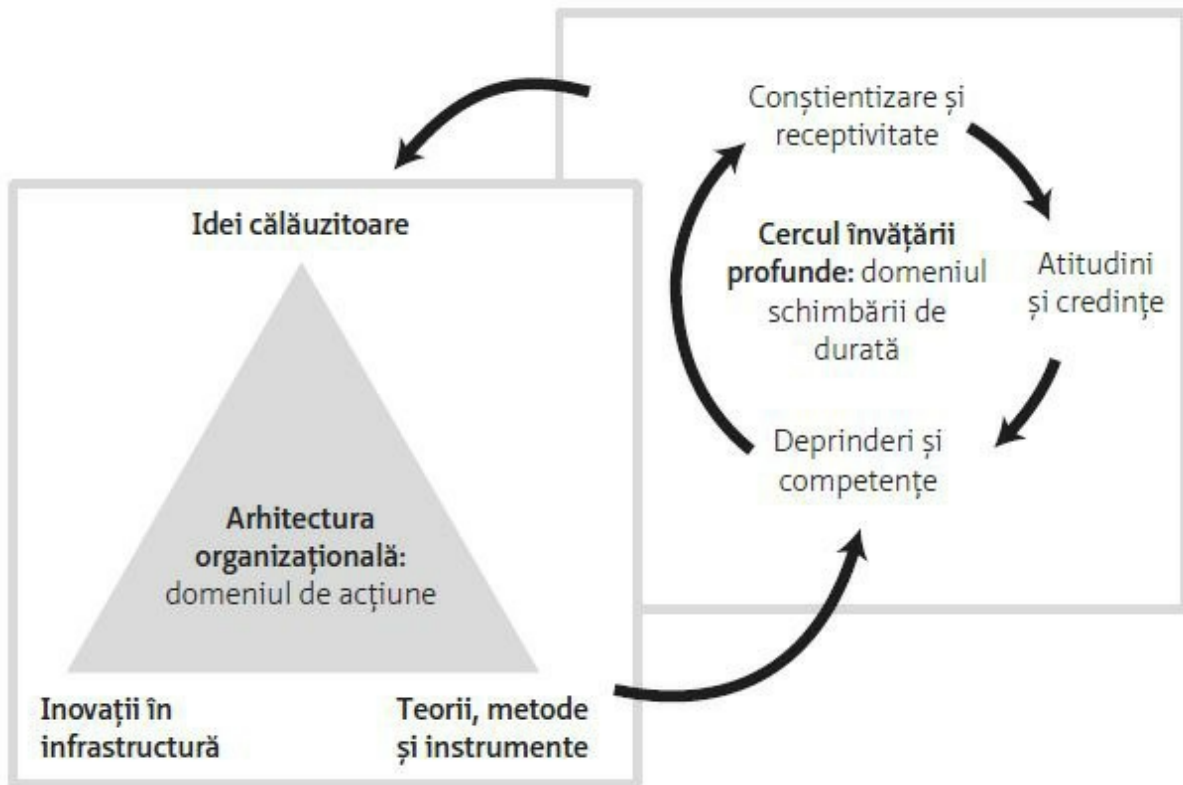 Conștientizare și
receptivitate
Cercul învățării
profunde: domeniul
schimbării de
durată
Atitudini
și credințe
Deprinderi și
competențe
Idei călăuzitoare
Arhitectura
organizațională:
domeniul de acțiune
Inovații în
infrastructură
Teorii, metode
și instrumente